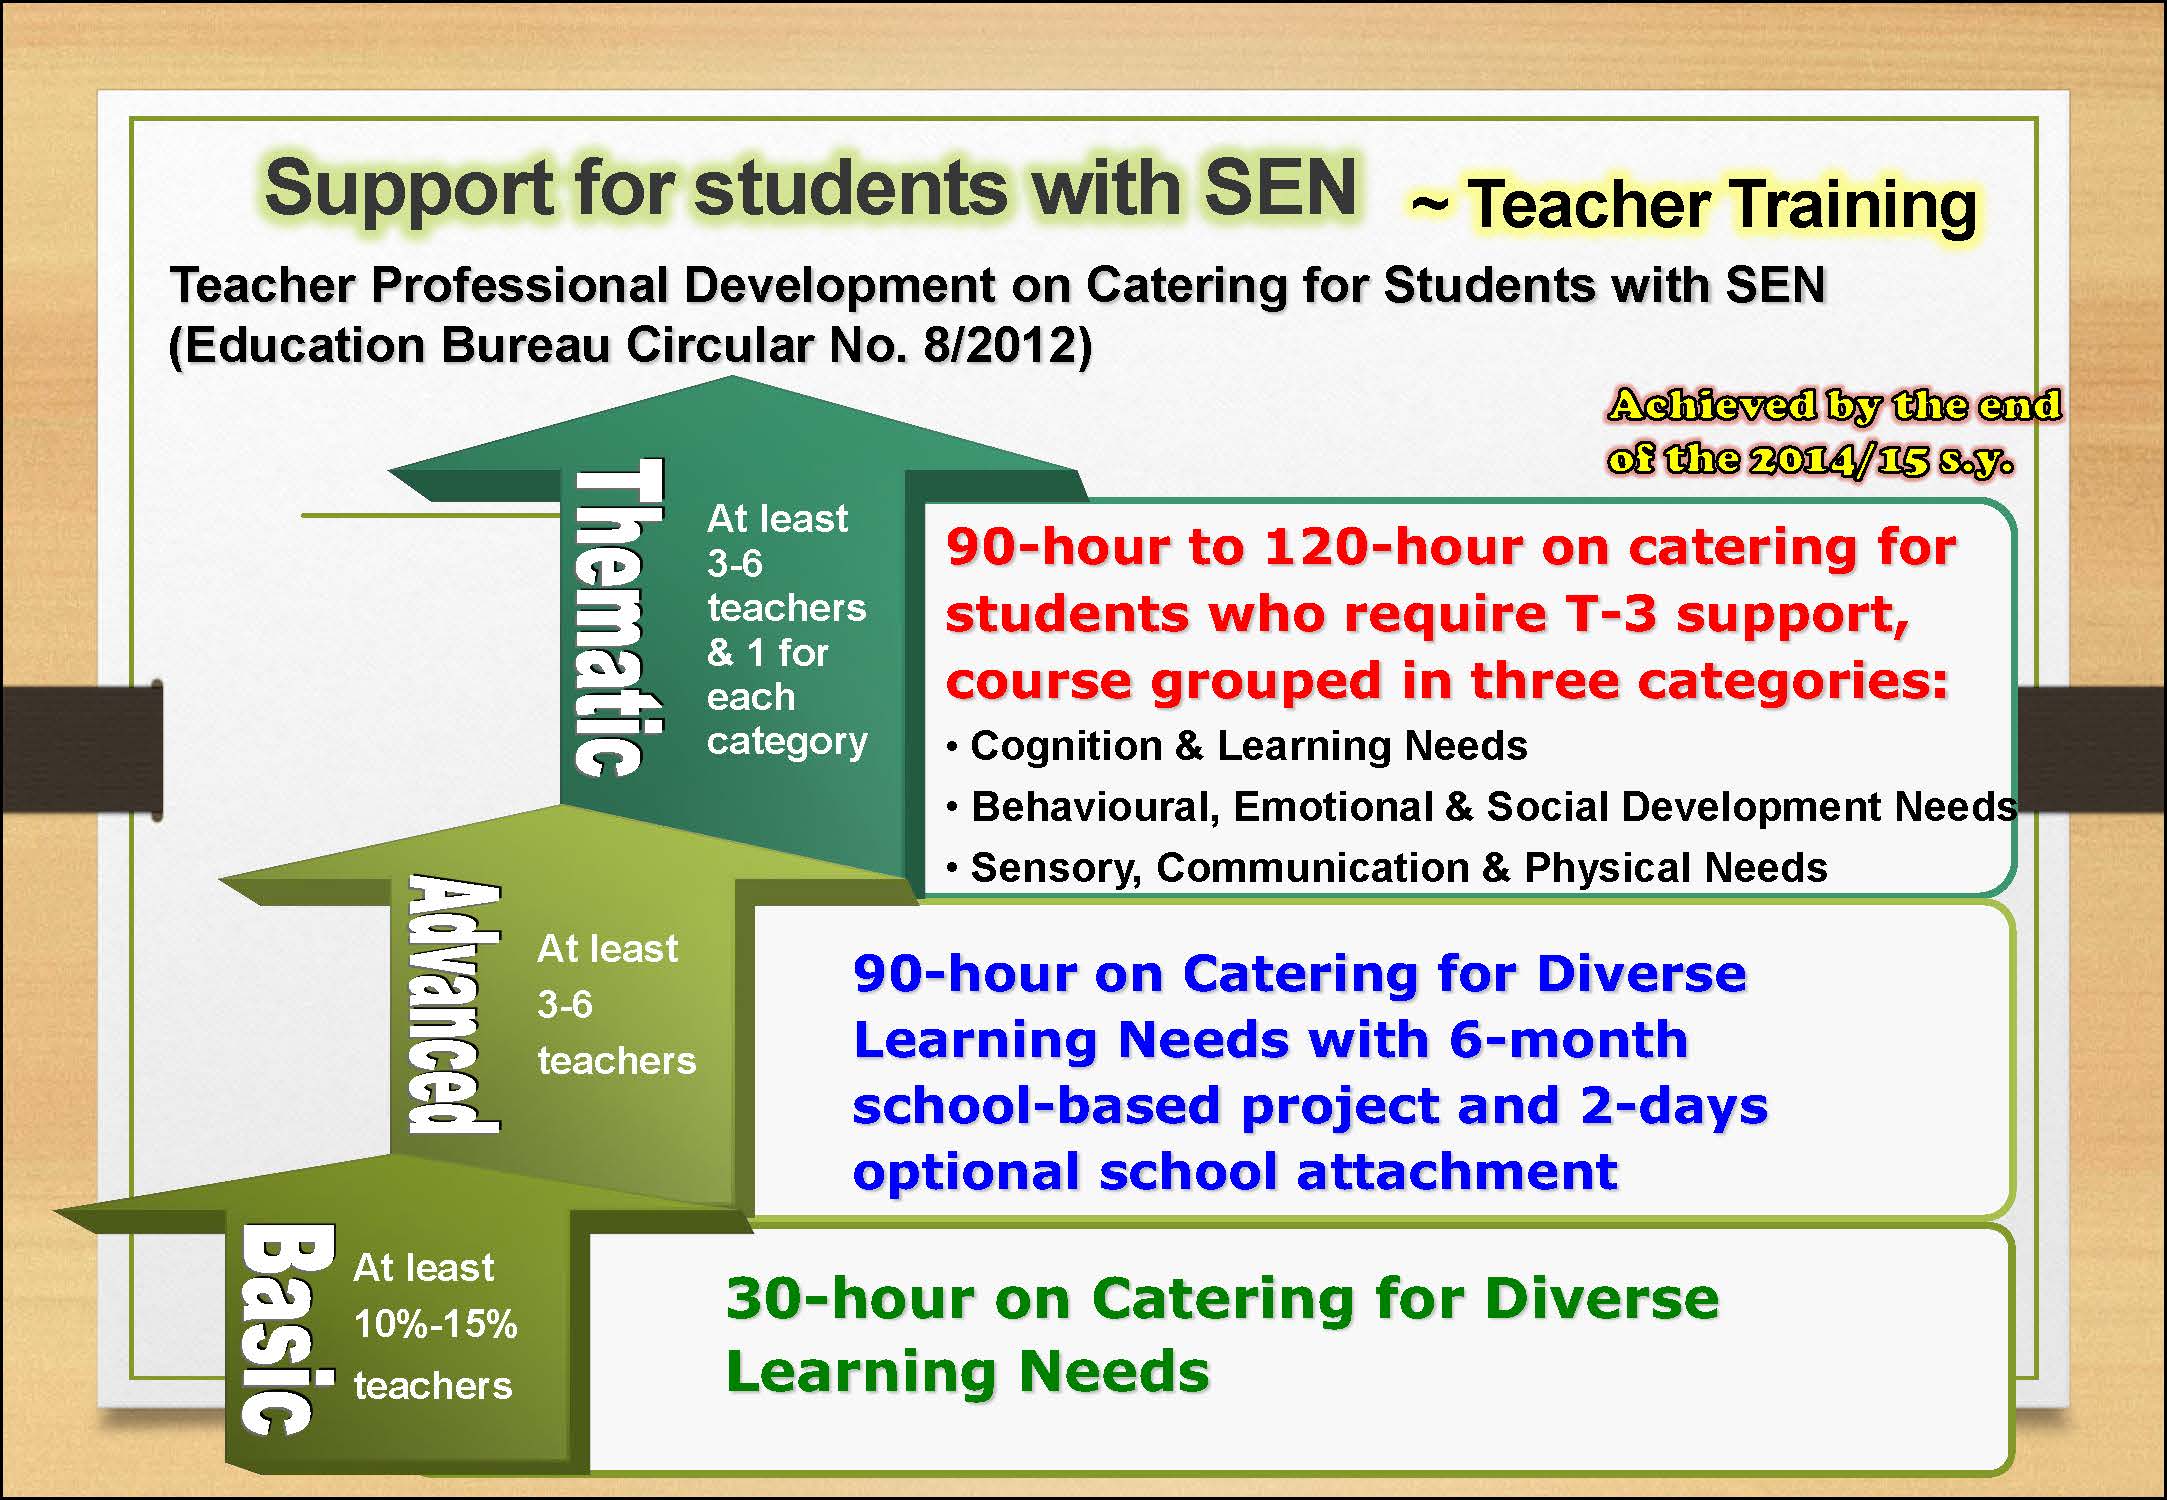 Support for students with SEN ~ Teacher Training
Teacher Professional Development on Catering for Students with SEN
(Education Bureau Circular No. 8/2012)
Achieved by the end
of the 2014/15 s.y.
Thematic
At least
3-6
teachers
& 1 for
each
category
90-hour to 120-hour on catering for
students who require T-3 support,
course grouped in three categories:
• Cognition & Learning Needs
• Behavioural, Emotional & Social Development Needs
• Sensory, Communication & Physical Needs
Advanced
At least
3-6
teachers
90-hour on Catering for Diverse
Learning Needs with 6-month
school-based project and 2-days
optional school attachment
Basic
At least
10%-15%
teachers
30-hour on Catering for Diverse
Learning Needs